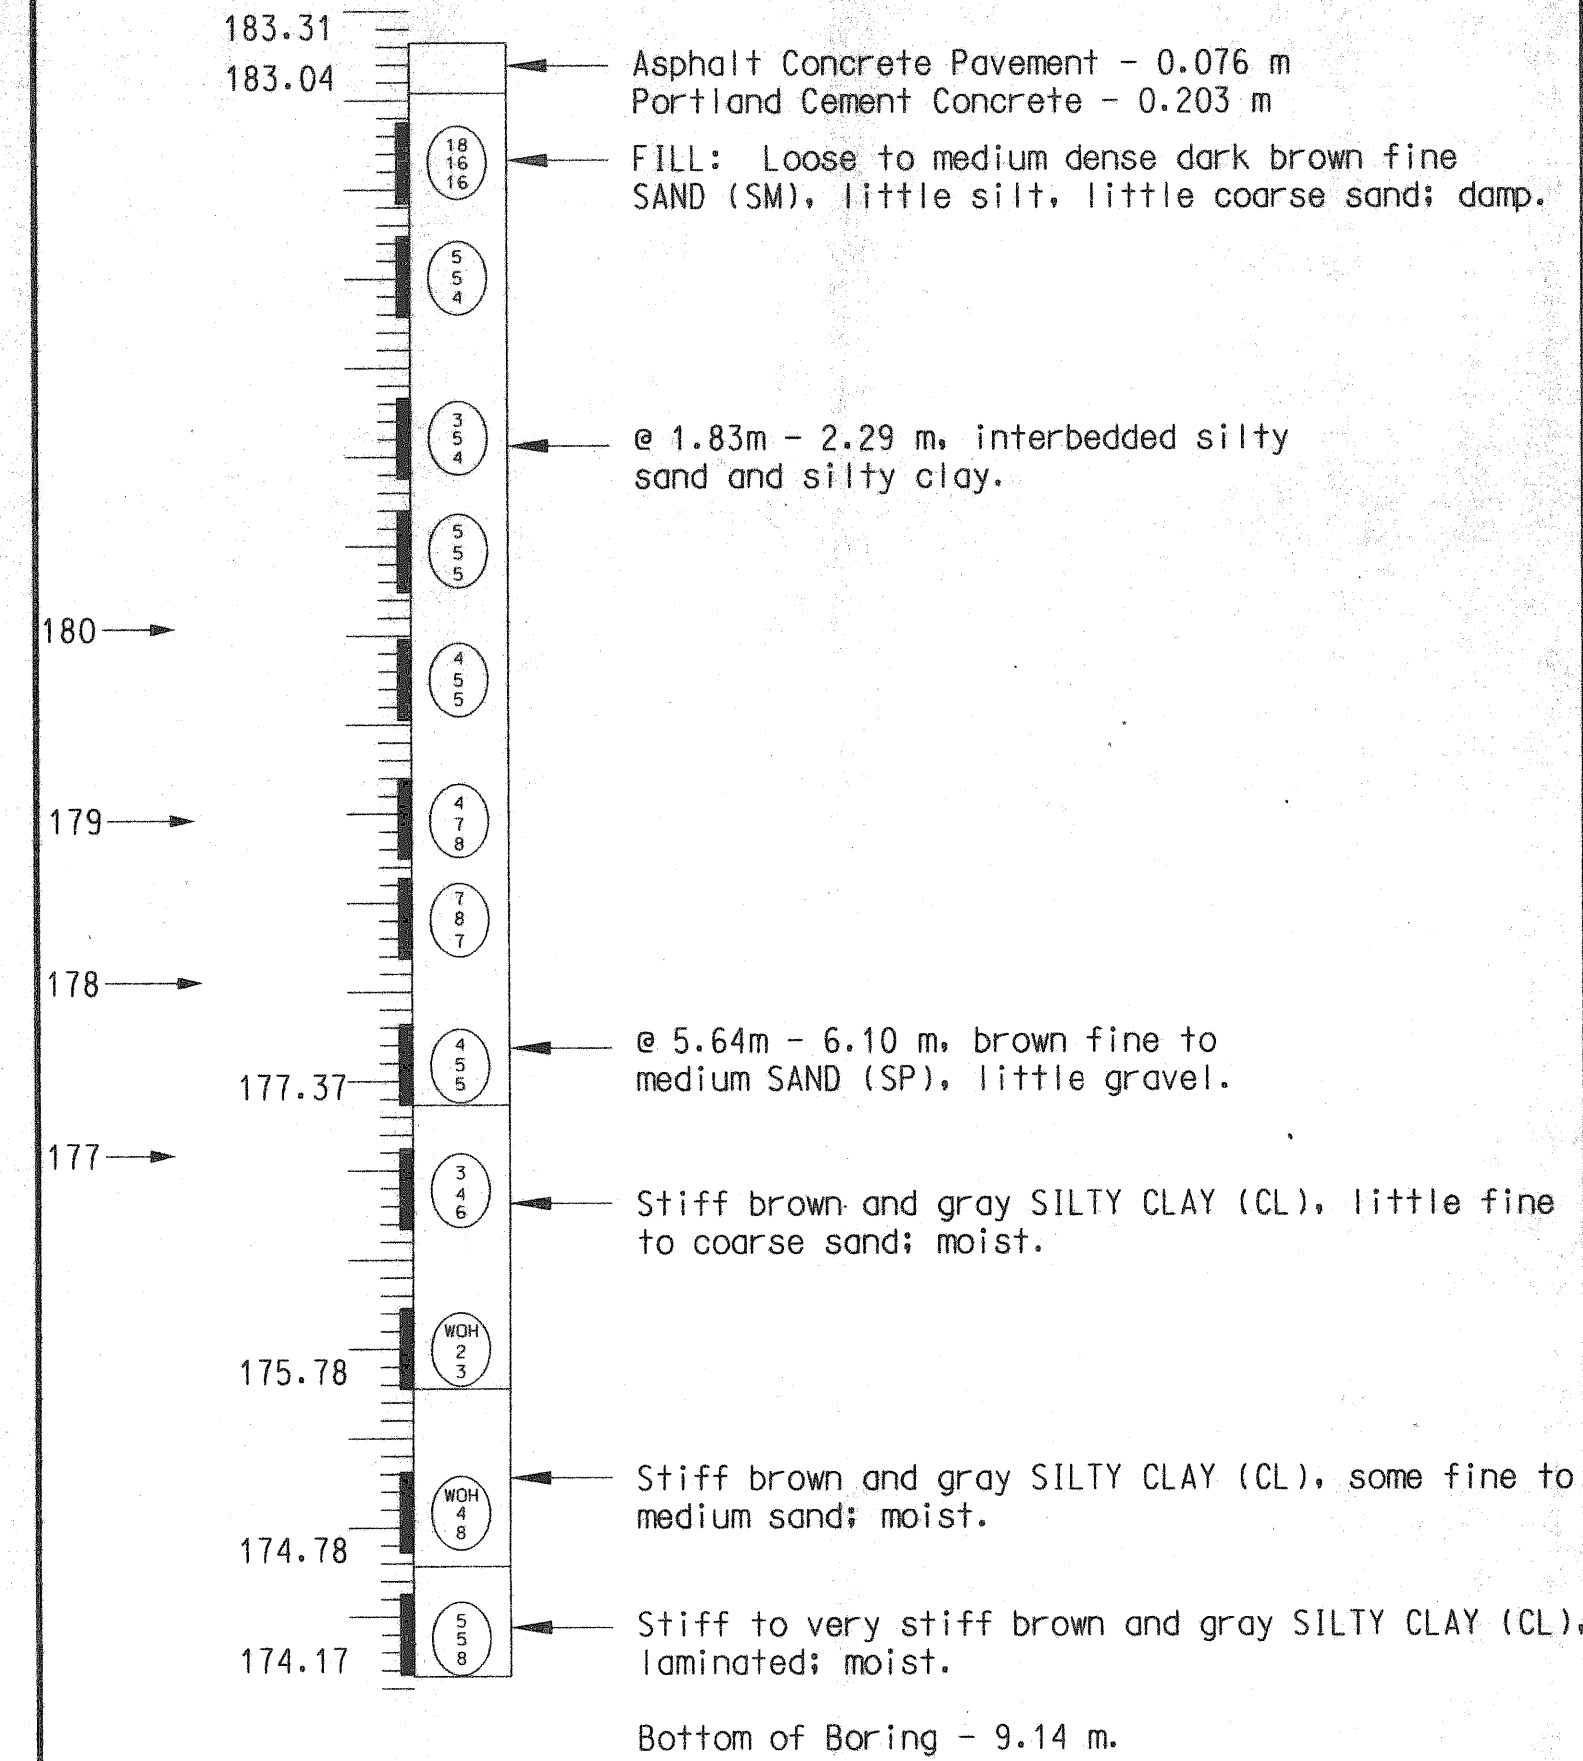 183.31
183.04
Asphalt Concrete Pavement - 0.076 m
Portland Cement Concrete - 0.203 m
18
16
16
FILL: Loose to medium dense dark brown fine
SAND (SM), little silt, little coarse sand; damp.
5
5
4
3
5
4
@ 1.83m - 2.29 m, interbedded silty
sand and silty clay.
5
5
5
180
4
5
5
179
4
7
8
7
8
7
178
4
5
5
@ 5.64m - 6.10 m, brown fine to
medium SAND (SP), little gravel.
177.37
177
3
4
6
Stiff brown and gray SILTY CLAY (CL), little fine
to coarse sand; moist.
WOH
2
3
175.78
Stiff brown and gray SILTY CLAY (CL), some fine to
medium sand; moist.
WOH
4
8
174.78
5
5
8
Stiff to very stiff brown and gray SILTY CLAY (CL),
laminated; moist.
174.17
Bottom of Boring - 9.14 m.